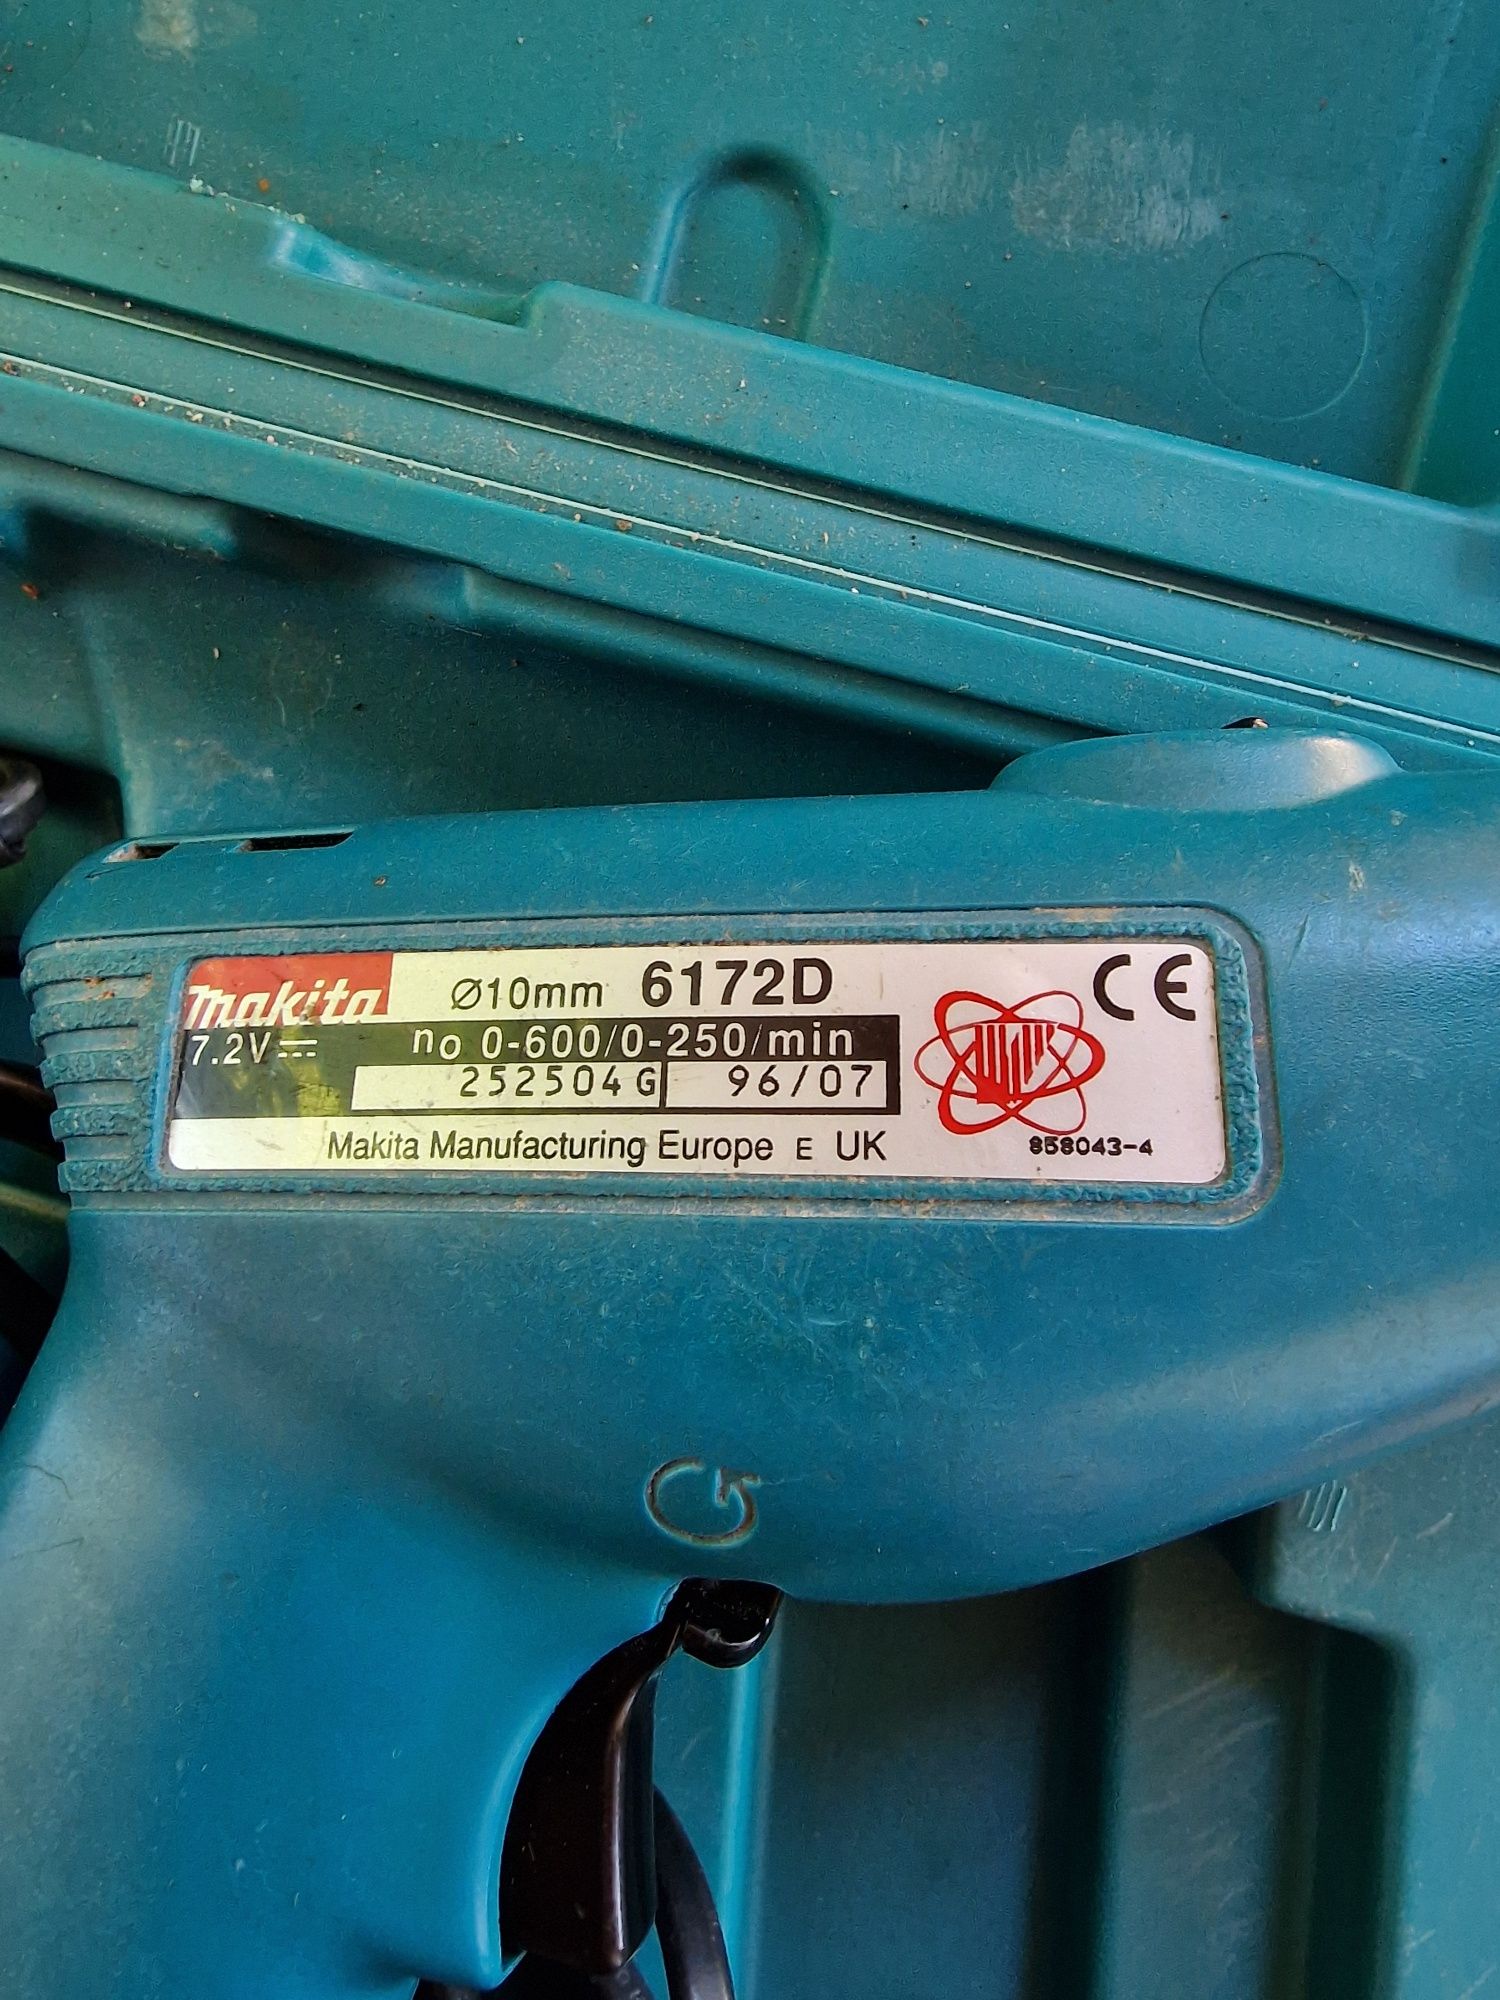 makita Ø10mm 6172D CE
7.2V n₀ 0-600/0-250/min
252504G 96/07
Makita Manufacturing Europe E UK
858043-4